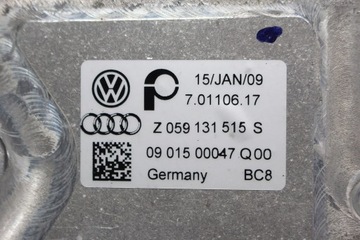 15/JAN/09
7.01106.17
Z 059 131 515 S
09 015 00047 Q00
Germany BC8